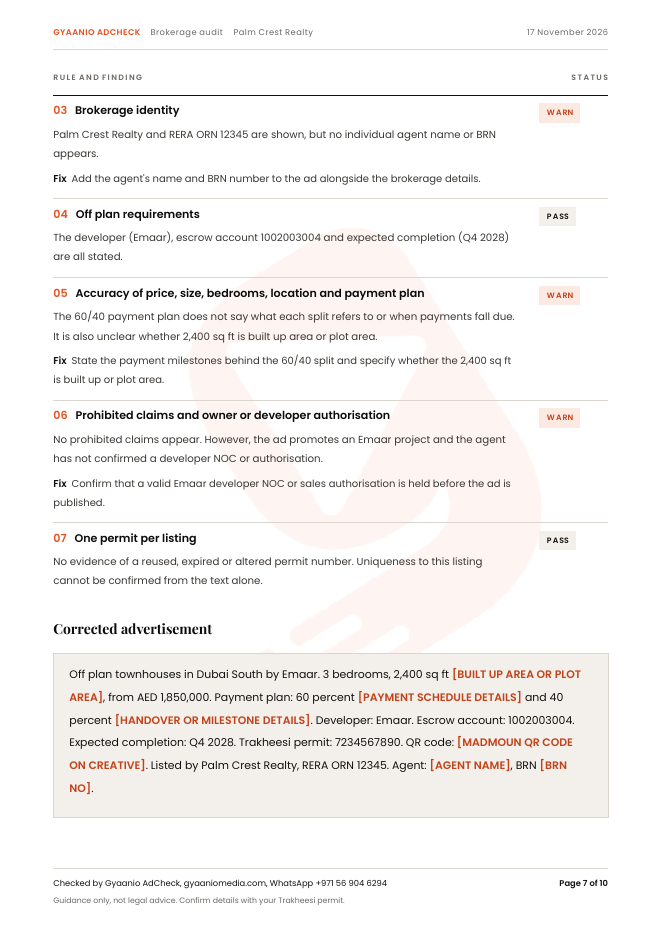 GYAANIO ADCHECK Brokerage audit Palm Crest Realty 17 November 2026
RULE AND FINDING STATUS
03 Brokerage identity WARN
Palm Crest Realty and RERA ORN 12345 are shown, but no individual agent name or BRN
appears.
Fix Add the agent's name and BRN number to the ad alongside the brokerage details.
04 Off plan requirements PASS
The developer (Emaar), escrow account 1002003004 and expected completion (Q4 2028)
are all stated.
05 Accuracy of price, size, bedrooms, location and payment plan WARN
The 60/40 payment plan does not say what each split refers to or when payments fall due.
It is also unclear whether 2,400 sq ft is built up area or plot area.
Fix State the payment milestones behind the 60/40 split and specify whether the 2,400 sq ft
is built up or plot area.
06 Prohibited claims and owner or developer authorisation WARN
No prohibited claims appear. However, the ad promotes an Emaar project and the agent
has not confirmed a developer NOC or authorisation.
Fix Confirm that a valid Emaar developer NOC or sales authorisation is held before the ad is
published.
07 One permit per listing PASS
No evidence of a reused, expired or altered permit number. Uniqueness to this listing
cannot be confirmed from the text alone.
Corrected advertisement
Off plan townhouses in Dubai South by Emaar. 3 bedrooms, 2,400 sq ft [BUILT UP AREA OR PLOT
AREA], from AED 1,850,000. Payment plan: 60 percent [PAYMENT SCHEDULE DETAILS] and 40
percent [HANDOVER OR MILESTONE DETAILS]. Developer: Emaar. Escrow account: 1002003004.
Expected completion: Q4 2028. Trakheesi permit: 7234567890. QR code: [MADMOUN QR CODE
ON CREATIVE]. Listed by Palm Crest Realty, RERA ORN 12345. Agent: [AGENT NAME], BRN [BRN
NO].
Checked by Gyaanio AdCheck, gyaaniomedia.com, WhatsApp +971 56 904 6294 Page 7 of 10
Guidance only, not legal advice. Confirm details with your Trakheesi permit.